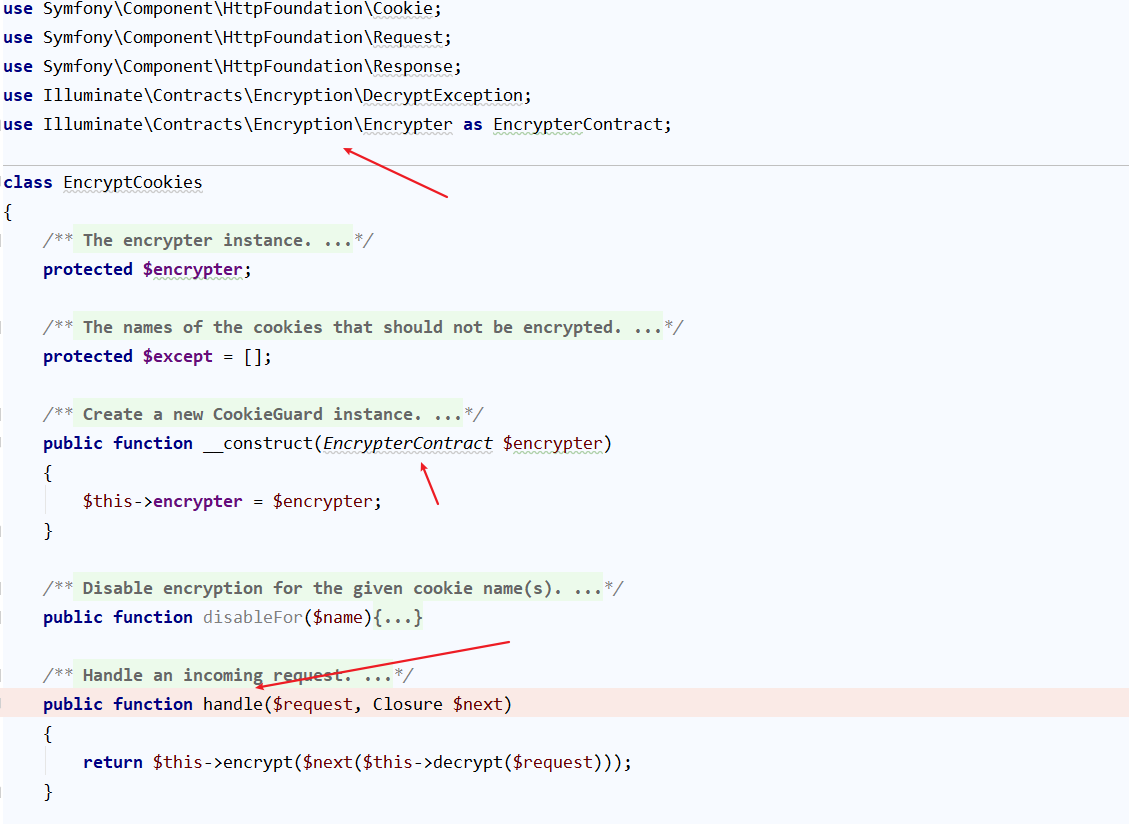 use Symfony\Component\HttpFoundation\Cookie;
use Symfony\Component\HttpFoundation\Request;
use Symfony\Component\HttpFoundation\Response;
use Illuminate\Contracts\Encryption\DecryptException;
use Illuminate\Contracts\Encryption\Encrypter as EncrypterContract;
class EncryptCookies
{
/** The encrypter instance. ...*/
protected $encrypter;
/** The names of the cookies that should not be encrypted. ...*/
protected $except = [];
/** Create a new CookieGuard instance. ...*/
public function __construct(EncrypterContract $encrypter)
{
$this->encrypter = $encrypter;
}
/** Disable encryption for the given cookie name(s). ...*/
public function disableFor($name){...}
/** Handle an incoming request. ...*/
public function handle($request, Closure $next)
{
return $this->encrypt($next($this->decrypt($request)));
}